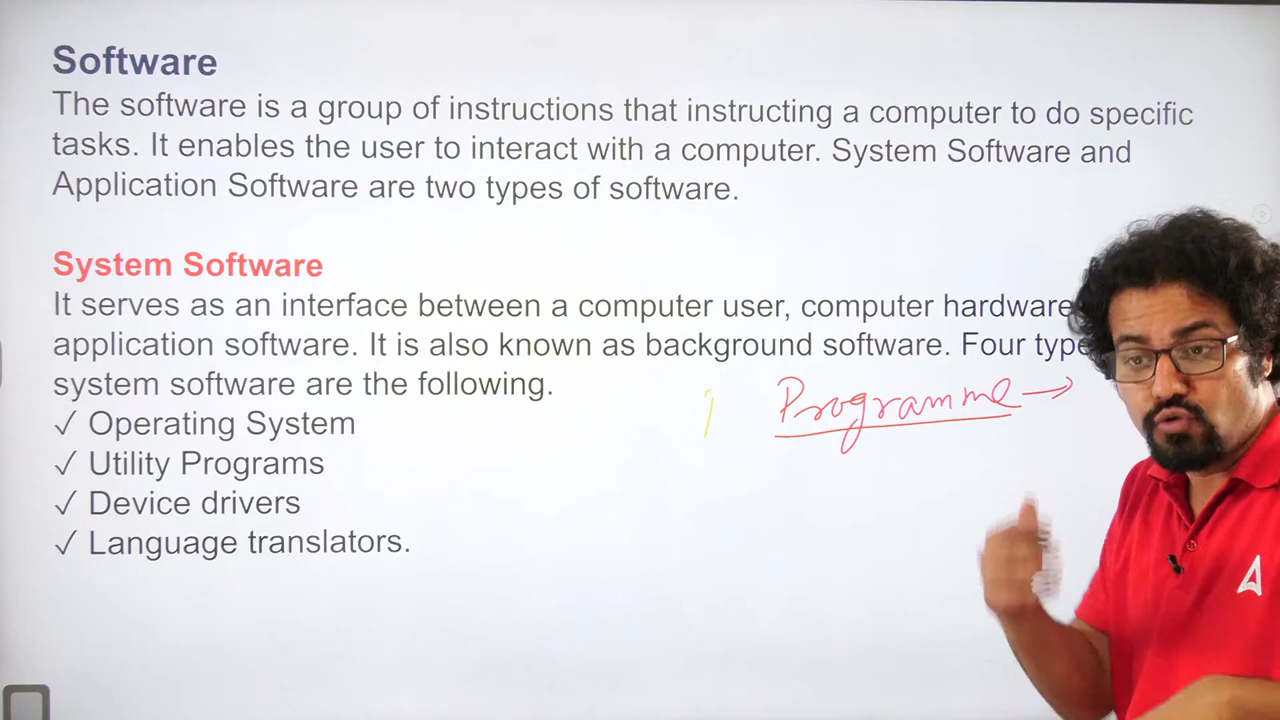 Software
The software is a group of instructions that instructing a computer to do specific
tasks. It enables the user to interact with a computer. System Software and
Application Software are two types of software.
System Software
It serves as an interface between a computer user, computer hardware
application software. It is also known as background software. Four type
system software are the following.
✓ Operating System
✓ Utility Programs
✓ Device drivers
✓ Language translators.
Programme →